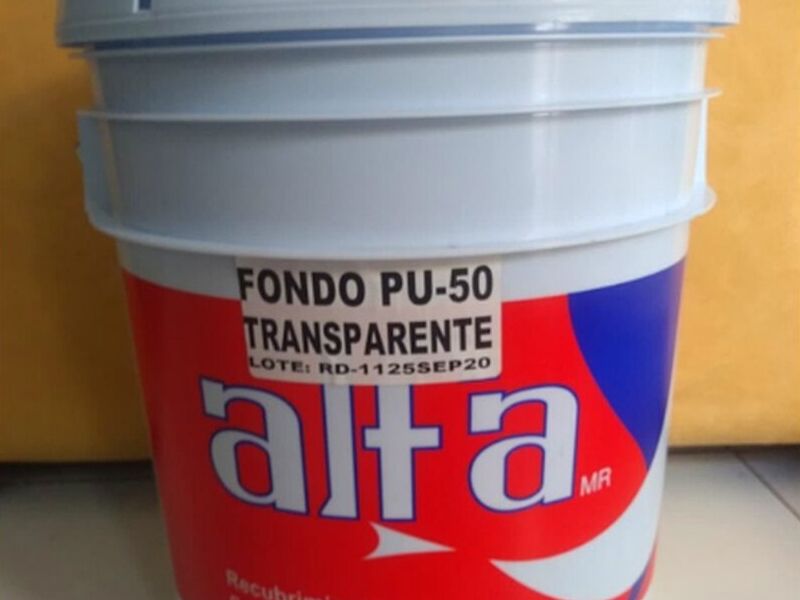 FONDO PU-50
TRANSPARENTE
LOTE: RD-1125SEP20
alfa
MR